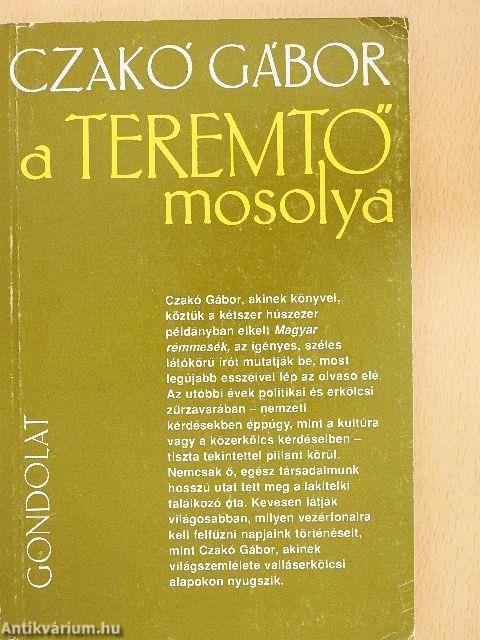 CZAKÓ GÁBOR
a TEREMTŐ
mosolya
Czakó Gábor, akinek könyvei,
köztük a kétszer húszezer
példányban elkelt Magyar
rémmesék, az igényes, széles
látókörű írót mutatják be, most
legújabb esszéivel lép az olvasó elé.
Az utóbbi évek politikai és erkölcsi
zűrzavarában – nemzeti
kérdésekben éppúgy, mint a kultúra
vagy a közerkölcs kérdéseiben –
tiszta tekintettel pillant körül.
Nemcsak ő, egész társadalmunk
hosszú utat tett meg a lakitelki
találkozó óta. Kevesen látják
világosabban, milyen vezérfonalra
kell felfűzni napjaink történéseit,
mint Czakó Gábor, akinek
világszemlélete valláserkölcsi
alapokon nyugszik.
GONDOLAT
Antikvárium.hu